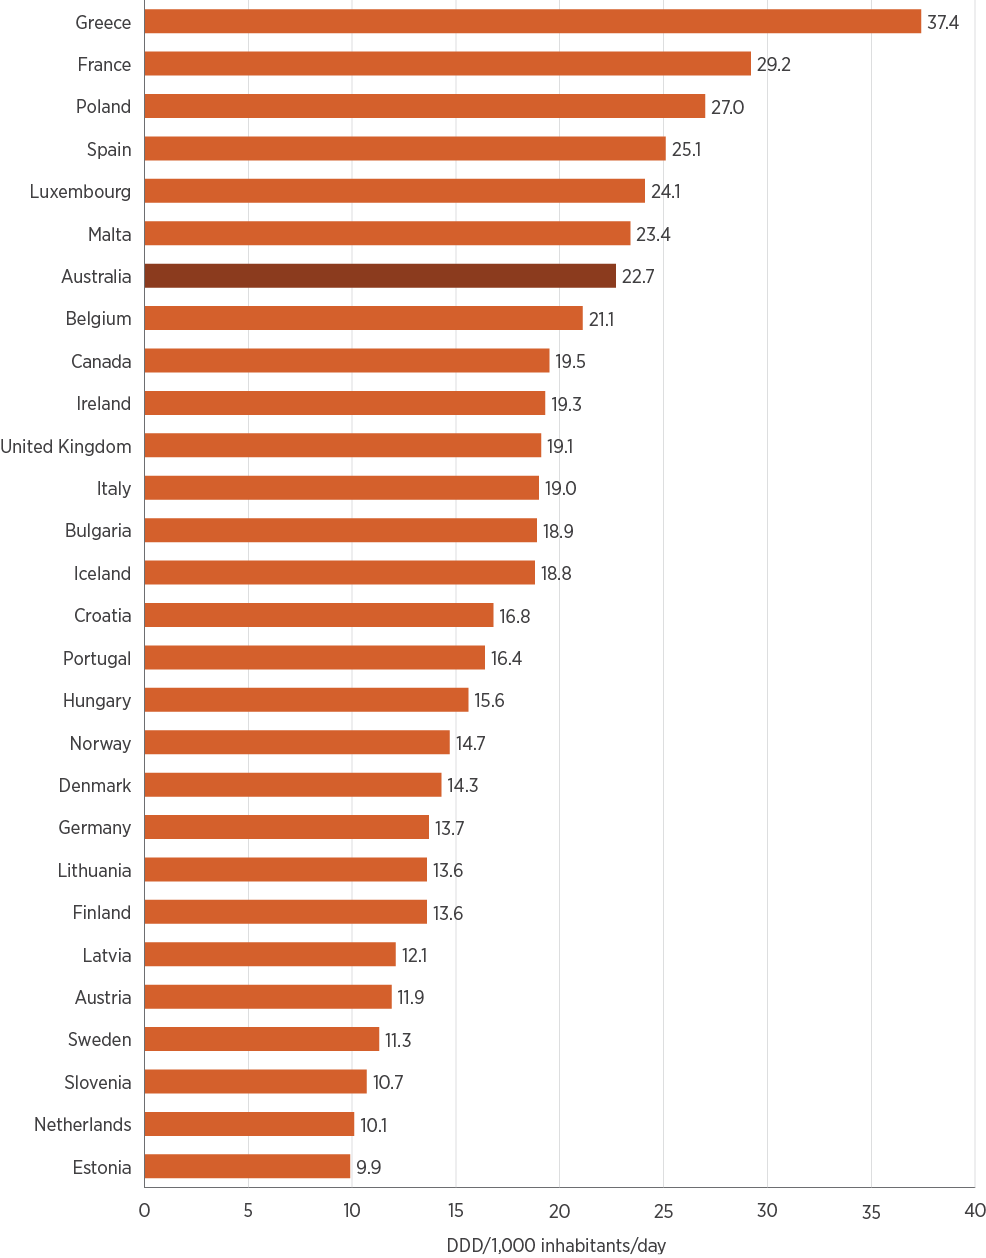 Greece 37.4
France 29.2
Poland 27.0
Spain 25.1
Luxembourg 24.1
Malta 23.4
Australia 22.7
Belgium 21.1
Canada 19.5
Ireland 19.3
United Kingdom 19.1
Italy 19.0
Bulgaria 18.9
Iceland 18.8
Croatia 16.8
Portugal 16.4
Hungary 15.6
Norway 14.7
Denmark 14.3
Germany 13.7
Lithuania 13.6
Finland 13.6
Latvia 12.1
Austria 11.9
Sweden 11.3
Slovenia 10.7
Netherlands 10.1
Estonia 9.9
0 5 10 15 20 25 30 35 40
DDD/1,000 inhabitants/day